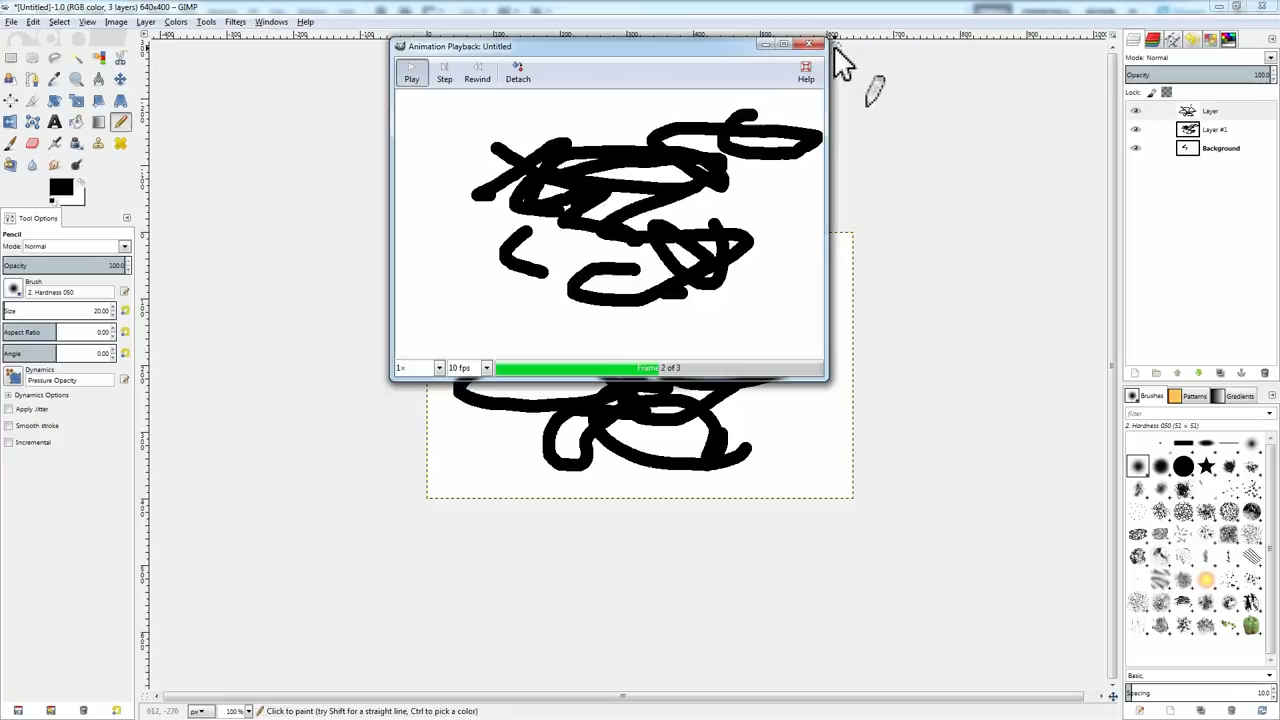 *[Untitled]-1.0 (RGB color, 3 layers) 640x400 – GIMP
File Edit Select View Image Layer Colors Tools Filters Windows Help
Animation Playback: Untitled
Play Step Rewind Detach Help
1× 10 fps Frame 2 of 3
Tool Options
Pencil
Mode: Normal
Opacity 100.0
Brush
2. Hardness 050
Size 20.00
Aspect Ratio 0.00
Angle 0.00
Dynamics
Pressure Opacity
Dynamics Options
Apply Jitter
Smooth stroke
Incremental
Mode: Normal
Opacity 100.0
Lock:
Layer
Layer #1
Background
Brushes Patterns Gradients
filter
2. Hardness 050 (51 × 51)
Basic,
Spacing 10.0
612, -276 px 100% Click to paint (try Shift for a straight line, Ctrl to pick a color)